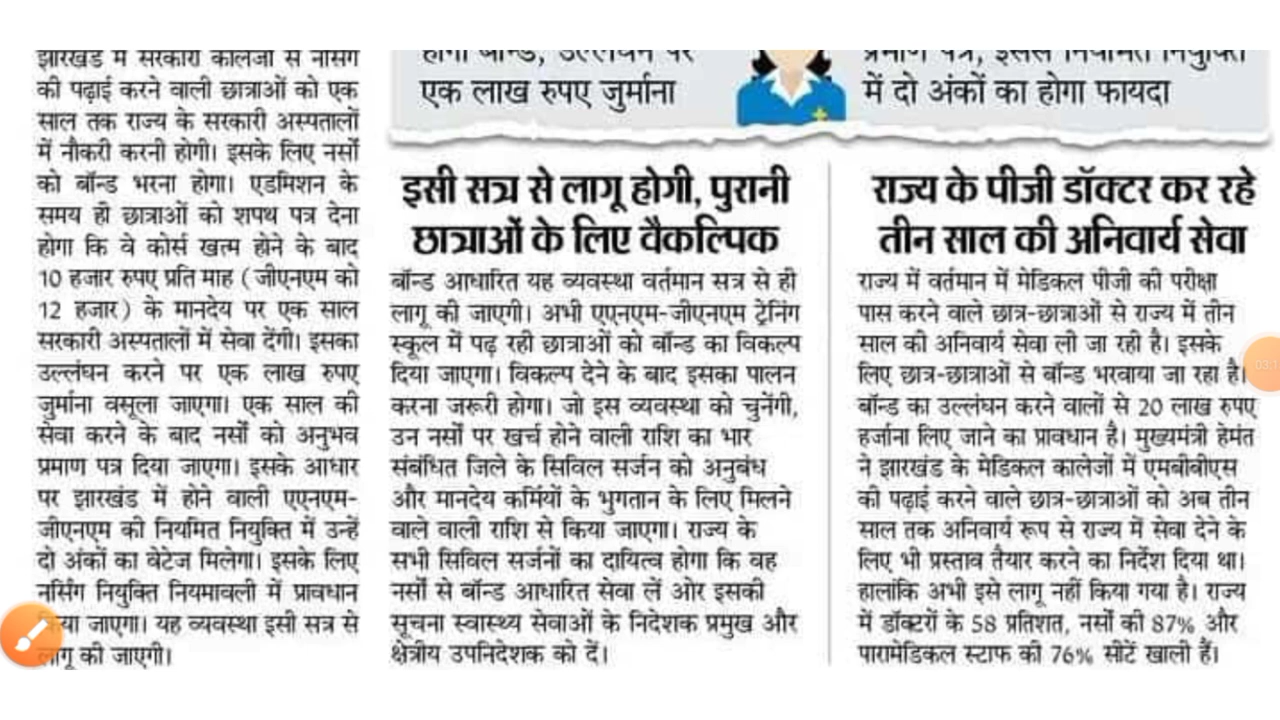 झारखंड में सरकारी कॉलेजों से नर्सिंग
की पढ़ाई करने वाली छात्राओं को एक
साल तक राज्य के सरकारी अस्पतालों
में नौकरी करनी होगी। इसके लिए नर्सों
को बॉन्ड भरना होगा। एडमिशन के
समय ही छात्राओं को शपथ पत्र देना
होगा कि वे कोर्स खत्म होने के बाद
10 हजार रुपए प्रति माह (जीएनएम को
12 हजार) के मानदेय पर एक साल
सरकारी अस्पतालों में सेवा देंगी। इसका
उल्लंघन करने पर एक लाख रुपए
जुर्माना वसूला जाएगा। एक साल की
सेवा करने के बाद नर्सों को अनुभव
प्रमाण पत्र दिया जाएगा। इसके आधार
पर झारखंड में होने वाली एएनएम-
जीएनएम की नियमित नियुक्ति में उन्हें
दो अंकों का वेटेज मिलेगा। इसके लिए
नर्सिंग नियुक्ति नियमावली में प्रावधान
किया जाएगा। यह व्यवस्था इसी सत्र से
लागू की जाएगी।
होगा बॉन्ड, उल्लंघन पर
एक लाख रुपए जुर्माना
प्रमाण पत्र, इससे नियमित नियुक्ति
में दो अंकों का होगा फायदा
इसी सत्र से लागू होगी, पुरानी
छात्राओं के लिए वैकल्पिक
बॉन्ड आधारित यह व्यवस्था वर्तमान सत्र से ही
लागू की जाएगी। अभी एएनएम-जीएनएम ट्रेनिंग
स्कूल में पढ़ रही छात्राओं को बॉन्ड का विकल्प
दिया जाएगा। विकल्प देने के बाद इसका पालन
करना जरूरी होगा। जो इस व्यवस्था को चुनेंगी,
उन नर्सों पर खर्च होने वाली राशि का भार
संबंधित जिले के सिविल सर्जन को अनुबंध
और मानदेय कर्मियों के भुगतान के लिए मिलने
वाले वाली राशि से किया जाएगा। राज्य के
सभी सिविल सर्जनों का दायित्व होगा कि वह
नर्सों से बॉन्ड आधारित सेवा लें ओर इसकी
सूचना स्वास्थ्य सेवाओं के निदेशक प्रमुख और
क्षेत्रीय उपनिदेशक को दें।
राज्य के पीजी डॉक्टर कर रहे
तीन साल की अनिवार्य सेवा
राज्य में वर्तमान में मेडिकल पीजी की परीक्षा
पास करने वाले छात्र-छात्राओं से राज्य में तीन
साल की अनिवार्य सेवा ली जा रही है। इसके
लिए छात्र-छात्राओं से बॉन्ड भरवाया जा रहा है।
बॉन्ड का उल्लंघन करने वालों से 20 लाख रुपए
हर्जाना लिए जाने का प्रावधान है। मुख्यमंत्री हेमंत
ने झारखंड के मेडिकल कालेजों में एमबीबीएस
की पढ़ाई करने वाले छात्र-छात्राओं को अब तीन
साल तक अनिवार्य रूप से राज्य में सेवा देने के
लिए भी प्रस्ताव तैयार करने का निर्देश दिया था।
हालांकि अभी इसे लागू नहीं किया गया है। राज्य
में डॉक्टरों के 58 प्रतिशत, नर्सों की 87% और
पारामेडिकल स्टाफ की 76% सीटें खाली हैं।